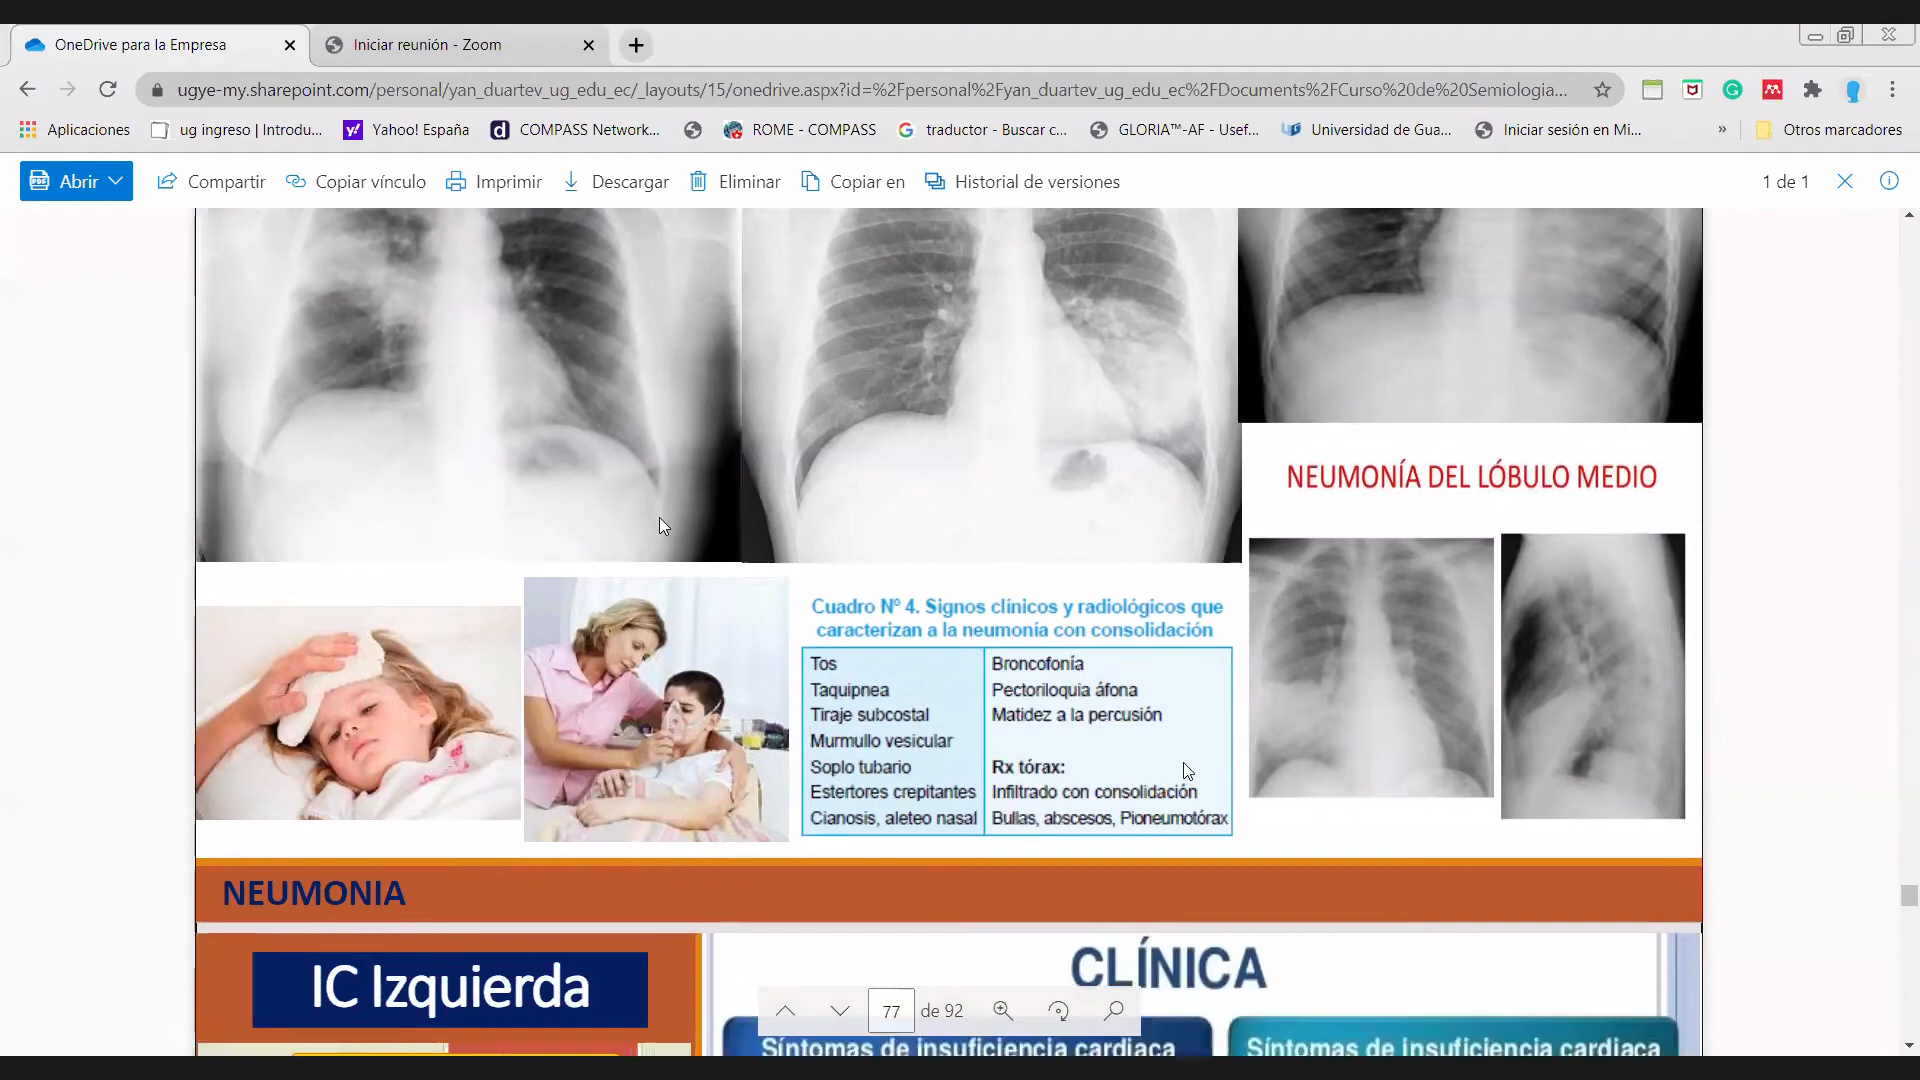 OneDrive para la Empresa
Iniciar reunión - Zoom
ugye-my.sharepoint.com/personal/yan_duartev_ug_edu_ec/_layouts/15/onedrive.aspx?id=%2Fpersonal%2Fyan_duartev_ug_edu_ec%2FDocuments%2FCurso%20de%20Semiologia...
Aplicaciones
ug ingreso | Introdu...
Yahoo! España
COMPASS Network...
ROME - COMPASS
traductor - Buscar c...
GLORIA™-AF - Usef...
Universidad de Gua...
Iniciar sesión en Mi...
»
Otros marcadores
Abrir
Compartir
Copiar vínculo
Imprimir
Descargar
Eliminar
Copiar en
Historial de versiones
1 de 1
NEUMONÍA DEL LÓBULO MEDIO
Cuadro Nº 4. Signos clínicos y radiológicos que
caracterizan a la neumonía con consolidación
Tos
Taquipnea
Tiraje subcostal
Murmullo vesicular
Soplo tubario
Estertores crepitantes
Cianosis, aleteo nasal
Broncofonía
Pectoriloquia áfona
Matidez a la percusión
Rx tórax:
Infiltrado con consolidación
Bullas, abscesos, Pioneumotórax
NEUMONIA
IC Izquierda
CLÍNICA
77 de 92
Síntomas de insuficiencia cardiaca
Síntomas de insuficiencia cardiaca